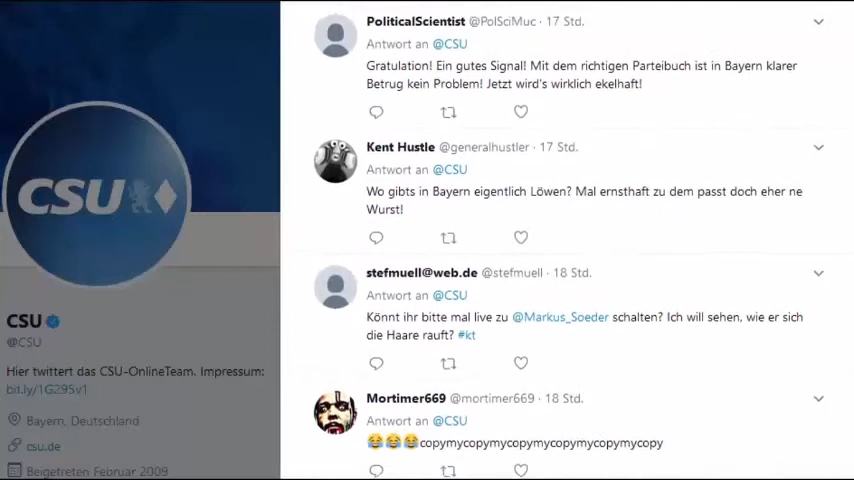 CSU
CSU
@CSU
Hier twittert das CSU-OnlineTeam. Impressum:
bit.ly/1G29Sv1
Bayern, Deutschland
csu.de
Beigetreten Februar 2009
PoliticalScientist @PolSciMuc · 17 Std.
Antwort an @CSU
Gratulation! Ein gutes Signal! Mit dem richtigen Parteibuch ist in Bayern klarer
Betrug kein Problem! Jetzt wird's wirklich ekelhaft!
Kent Hustle @generalhustler · 17 Std.
Antwort an @CSU
Wo gibts in Bayern eigentlich Löwen? Mal ernsthaft zu dem passt doch eher ne
Wurst!
stefmuell@web.de @stefmuell · 18 Std.
Antwort an @CSU
Könnt ihr bitte mal live zu @Markus_Soeder schalten? Ich will sehen, wie er sich
die Haare rauft? #kt
Mortimer669 @mortimer669 · 18 Std.
Antwort an @CSU
😂😂😂copymycopymycopymycopymycopymycopy